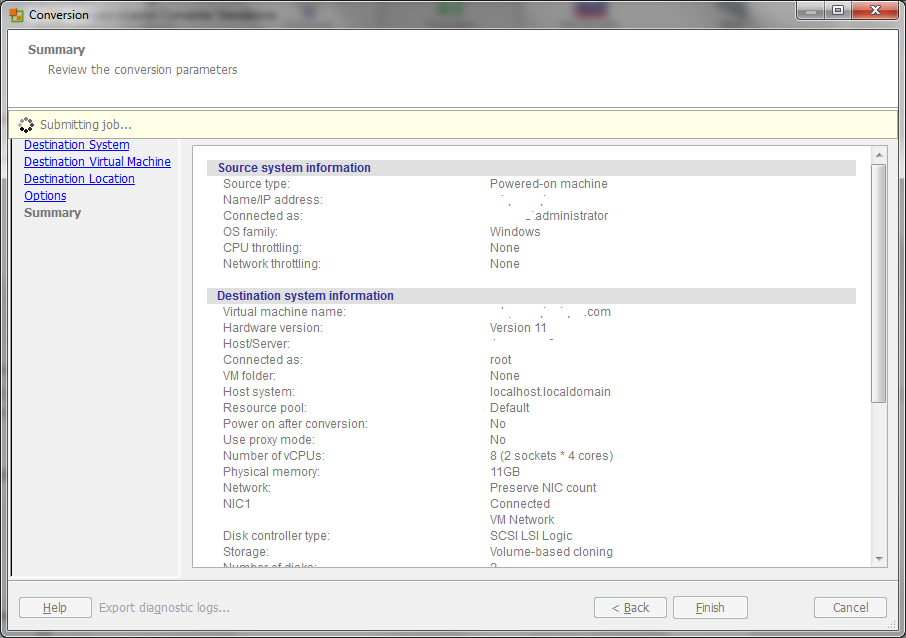 Conversion
Summary
Review the conversion parameters
Submitting job...
Destination System
Destination Virtual Machine
Destination Location
Options
Summary
Source system information
Source type: Powered-on machine
Name/IP address:
Connected as: administrator
OS family: Windows
CPU throttling: None
Network throttling: None
Destination system information
Virtual machine name: .com
Hardware version: Version 11
Host/Server:
Connected as: root
VM folder: None
Host system: localhost.localdomain
Resource pool: Default
Power on after conversion: No
Use proxy mode: No
Number of vCPUs: 8 (2 sockets * 4 cores)
Physical memory: 11GB
Network: Preserve NIC count
NIC1 Connected
VM Network
Disk controller type: SCSI LSI Logic
Storage: Volume-based cloning
Number of disks: 2
Help
Export diagnostic logs...
< Back
Finish
Cancel